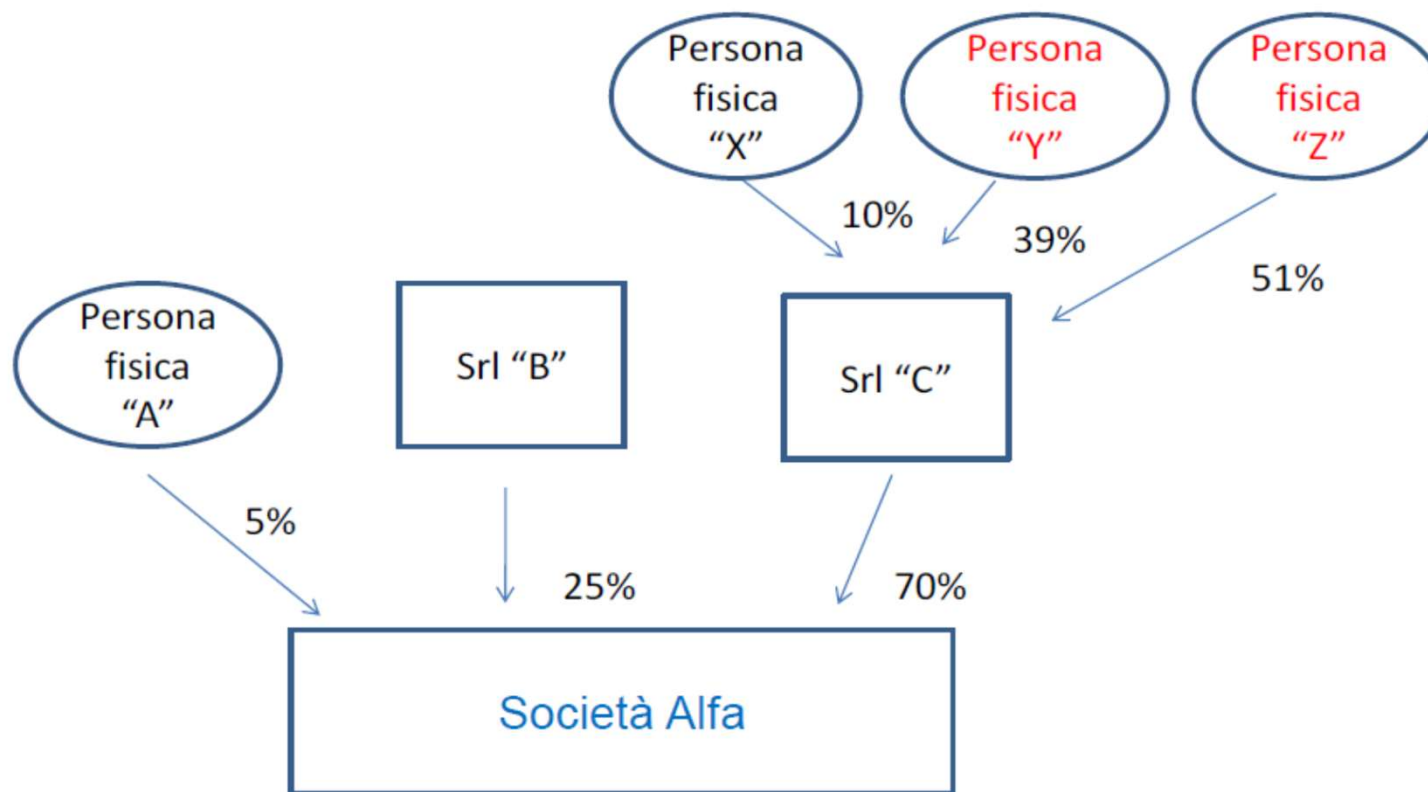 Persona
fisica
“X”
Persona
fisica
“Y”
Persona
fisica
“Z”
10%
39%
51%
Persona
fisica
“A”
Srl “B”
Srl “C”
5%
25%
70%
Società Alfa